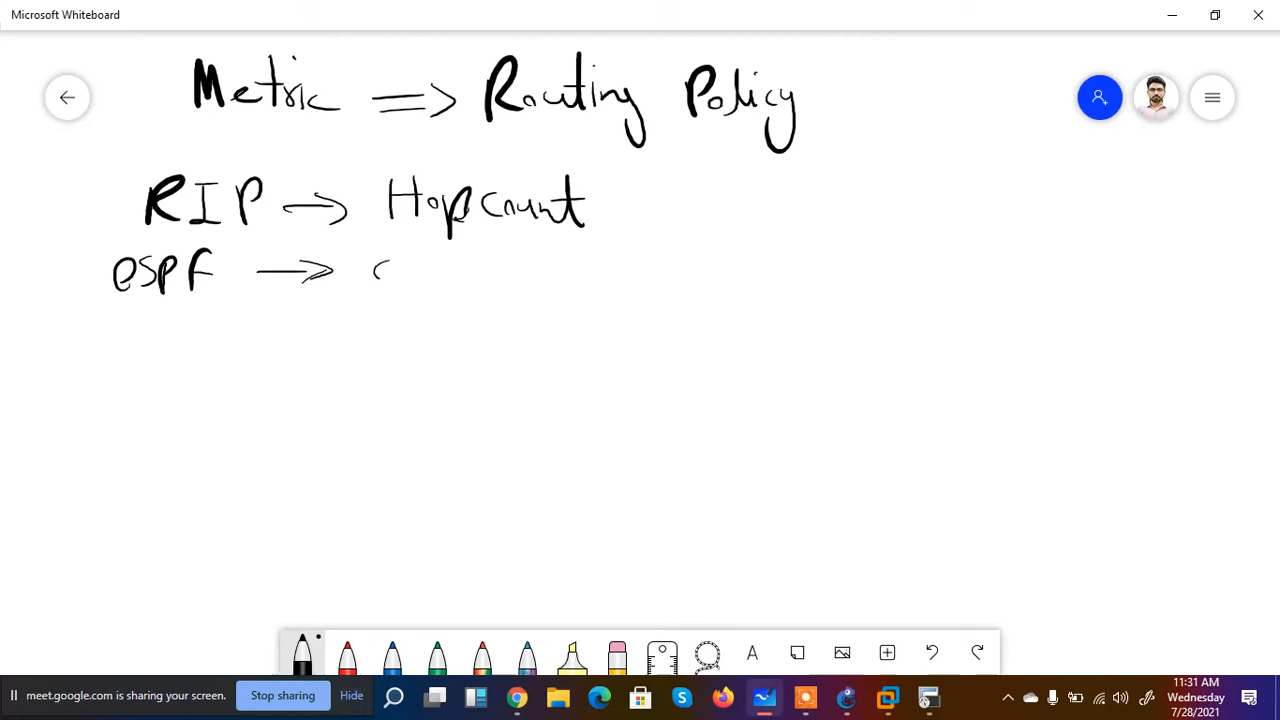 Microsoft Whiteboard
Metric => Routing Policy
RIP → Hopcount
OSPF → C
A
meet.google.com is sharing your screen. Stop sharing Hide
11:31 AM
Wednesday
7/28/2021